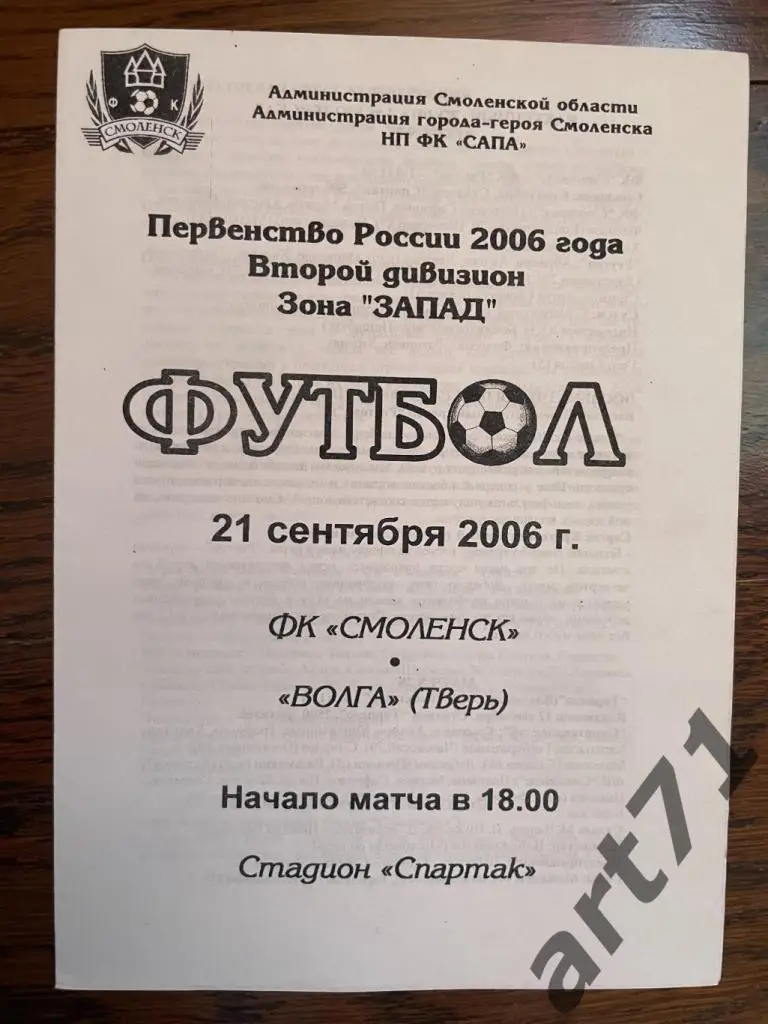 Ф К
СМОЛЕНСК
Администрация Смоленской области
Администрация города-героя Смоленска
НП ФК «САПА»
Первенство России 2006 года
Второй дивизион
Зона "ЗАПАД"
ФУТБОЛ
21 сентября 2006 г.
ФК «СМОЛЕНСК»
•
«ВОЛГА» (Тверь)
Начало матча в 18.00
Стадион «Спартак»
art71